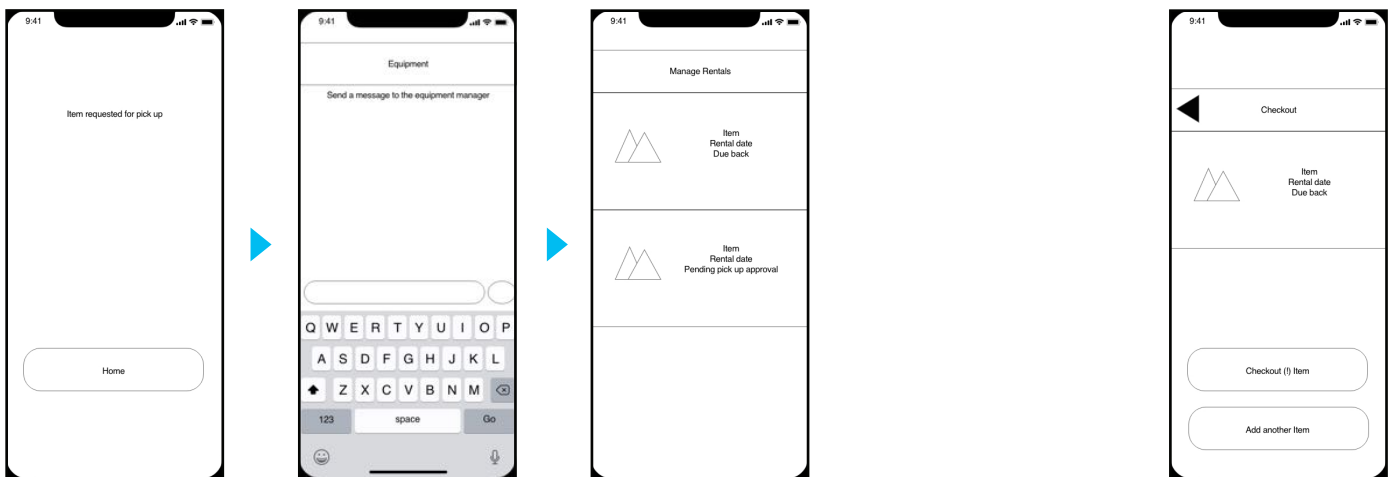 9:41
Item requested for pick up
Home
9:41
Equipment
Send a message to the equipment manager
Q W E R T Y U I O P
A S D F G H J K L
Z X C V B N M
123 space Go
9:41
Manage Rentals
Item
Rental date
Due back
Item
Rental date
Pending pick up approval
9:41
Checkout
Item
Rental date
Due back
Checkout (!) Item
Add another Item